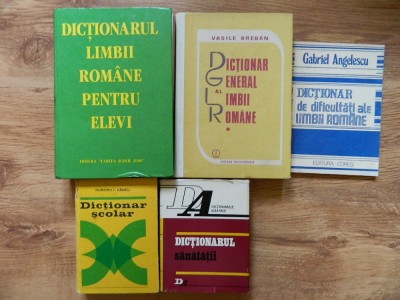 DICȚIONARUL
LIMBII
ROMÂNE
PENTRU
ELEVI
VASILE BREBAN
DICȚIONAR
GENERAL
AL
LIMBII
ROMÂNE
Gabriel Angelescu
DICȚIONAR
de dificultăți ale
LIMBII ROMÂNE
EDITURA CORESI
Dicționar
școlar
DA
DICȚIONARUL
sănătății